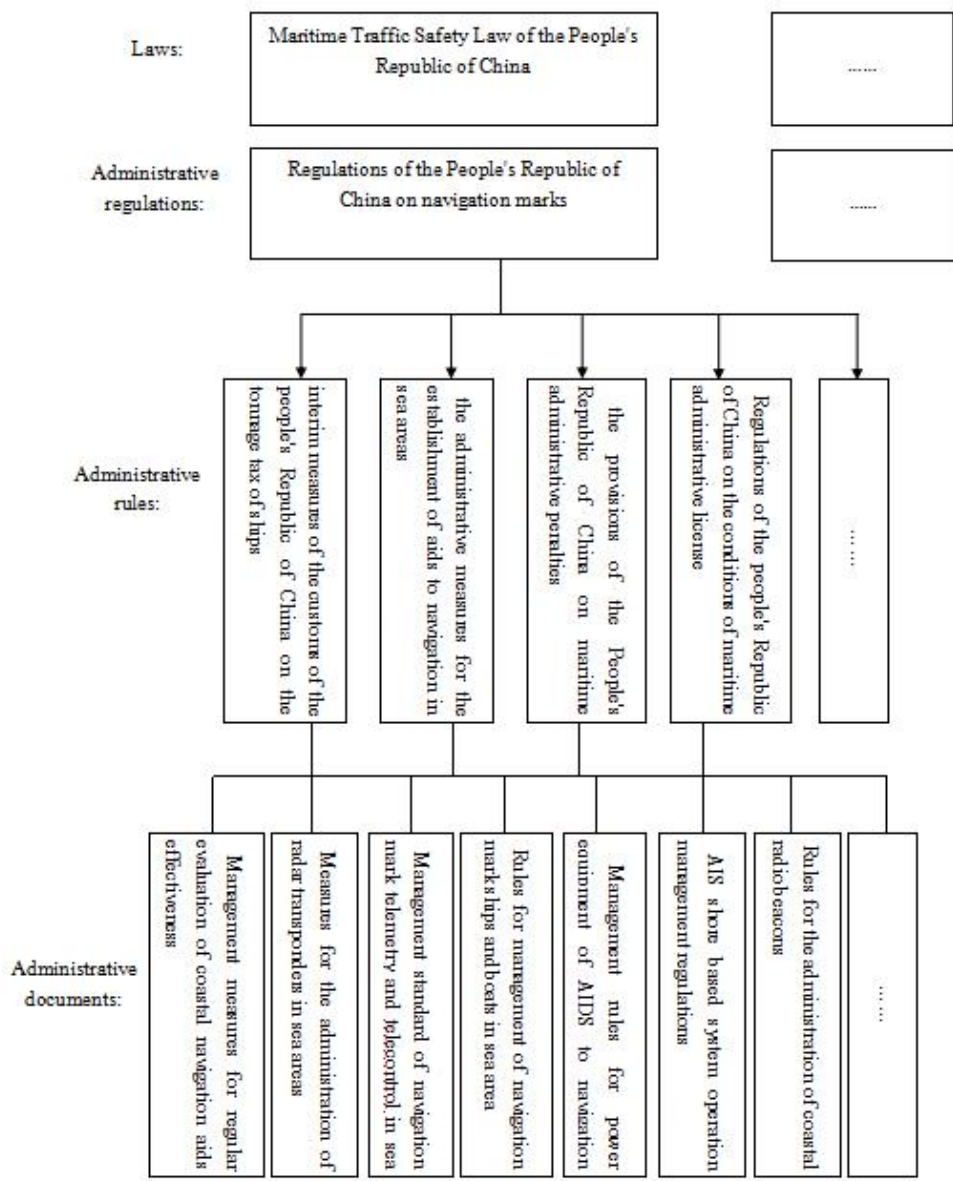 Laws:
Maritime Traffic Safety Law of the People's
Republic of China
......
Administrative
regulations:
Regulations of the People's Republic of
China on navigation marks
......
Administrative
rules:
interim measures of the customs of the
people's Republic of China on the
tonnage tax of ships
the administrative measures for the
establishment of aids to navigation in
sea areas
the provisions of the People's
Republic of China on maritime
administrative penalties
Regulations of the people's Republic
of China on the conditions of maritime
administrative license
......
Administrative
documents:
Management measures for regular
evaluation of coastal navigation aids
effectiveness
Measures for the administration of
radar transponders in sea areas
Management standard of navigation
mark telemetry and telecontrol in sea
Rules for management of navigation
mark ships and boats in sea area
Management rules for power
equipment of AIDS to navigation
AIS shore based system operation
management regulations
Rules for the administration of coastal
radio beacons
......